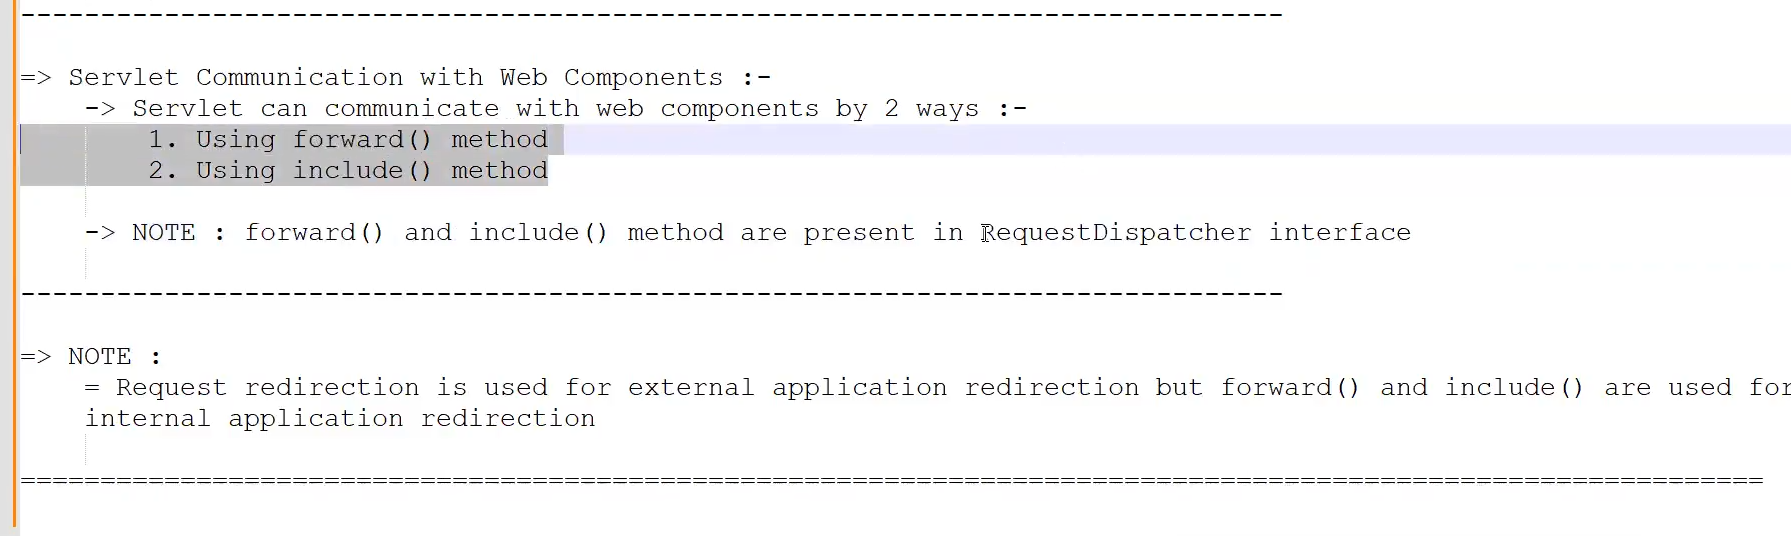 --------------------------------------------------------------------------------
=> Servlet Communication with Web Components :-
-> Servlet can communicate with web components by 2 ways :-
1. Using forward() method
2. Using include() method
-> NOTE : forward() and include() method are present in RequestDispatcher interface
--------------------------------------------------------------------------------
=> NOTE :
= Request redirection is used for external application redirection but forward() and include() are used for
internal application redirection
=============================================================================================================